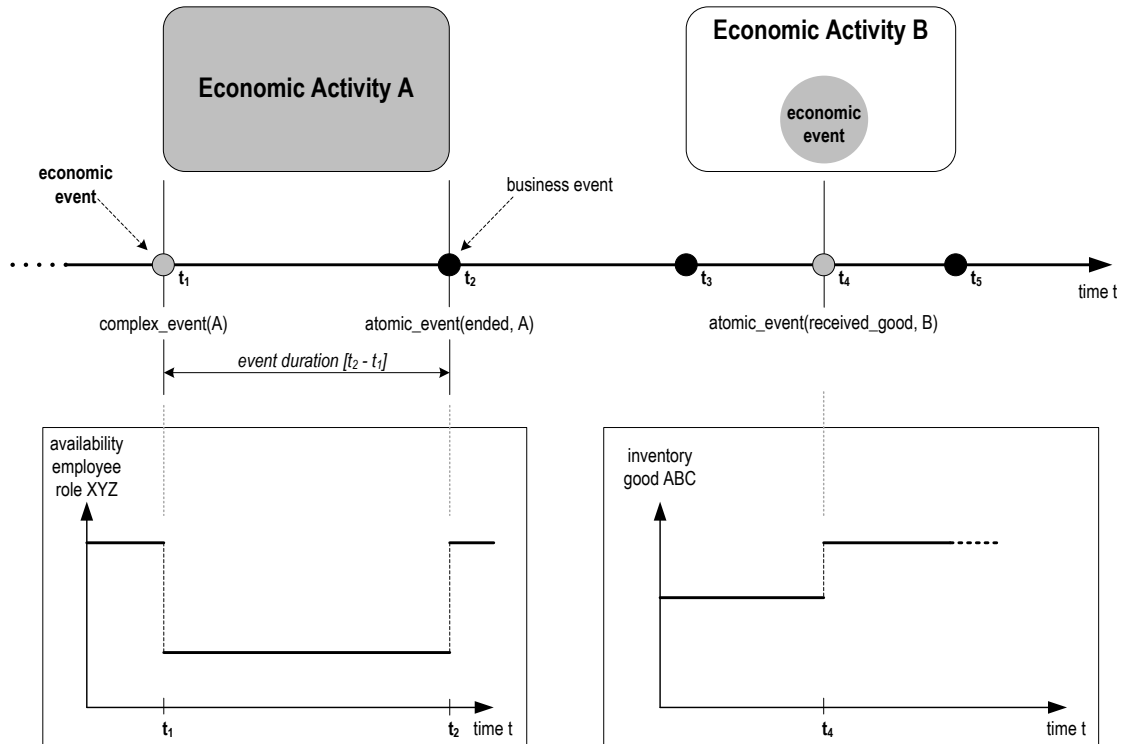 Economic Activity A
Economic Activity B
economic
event
economic
event
business event
t1
t2
t3
t4
t5
time t
complex_event(A)
atomic_event(ended, A)
atomic_event(received_good, B)
event duration [t2 - t1]
availability
employee
role XYZ
t1
t2
time t
inventory
good ABC
t4
time t